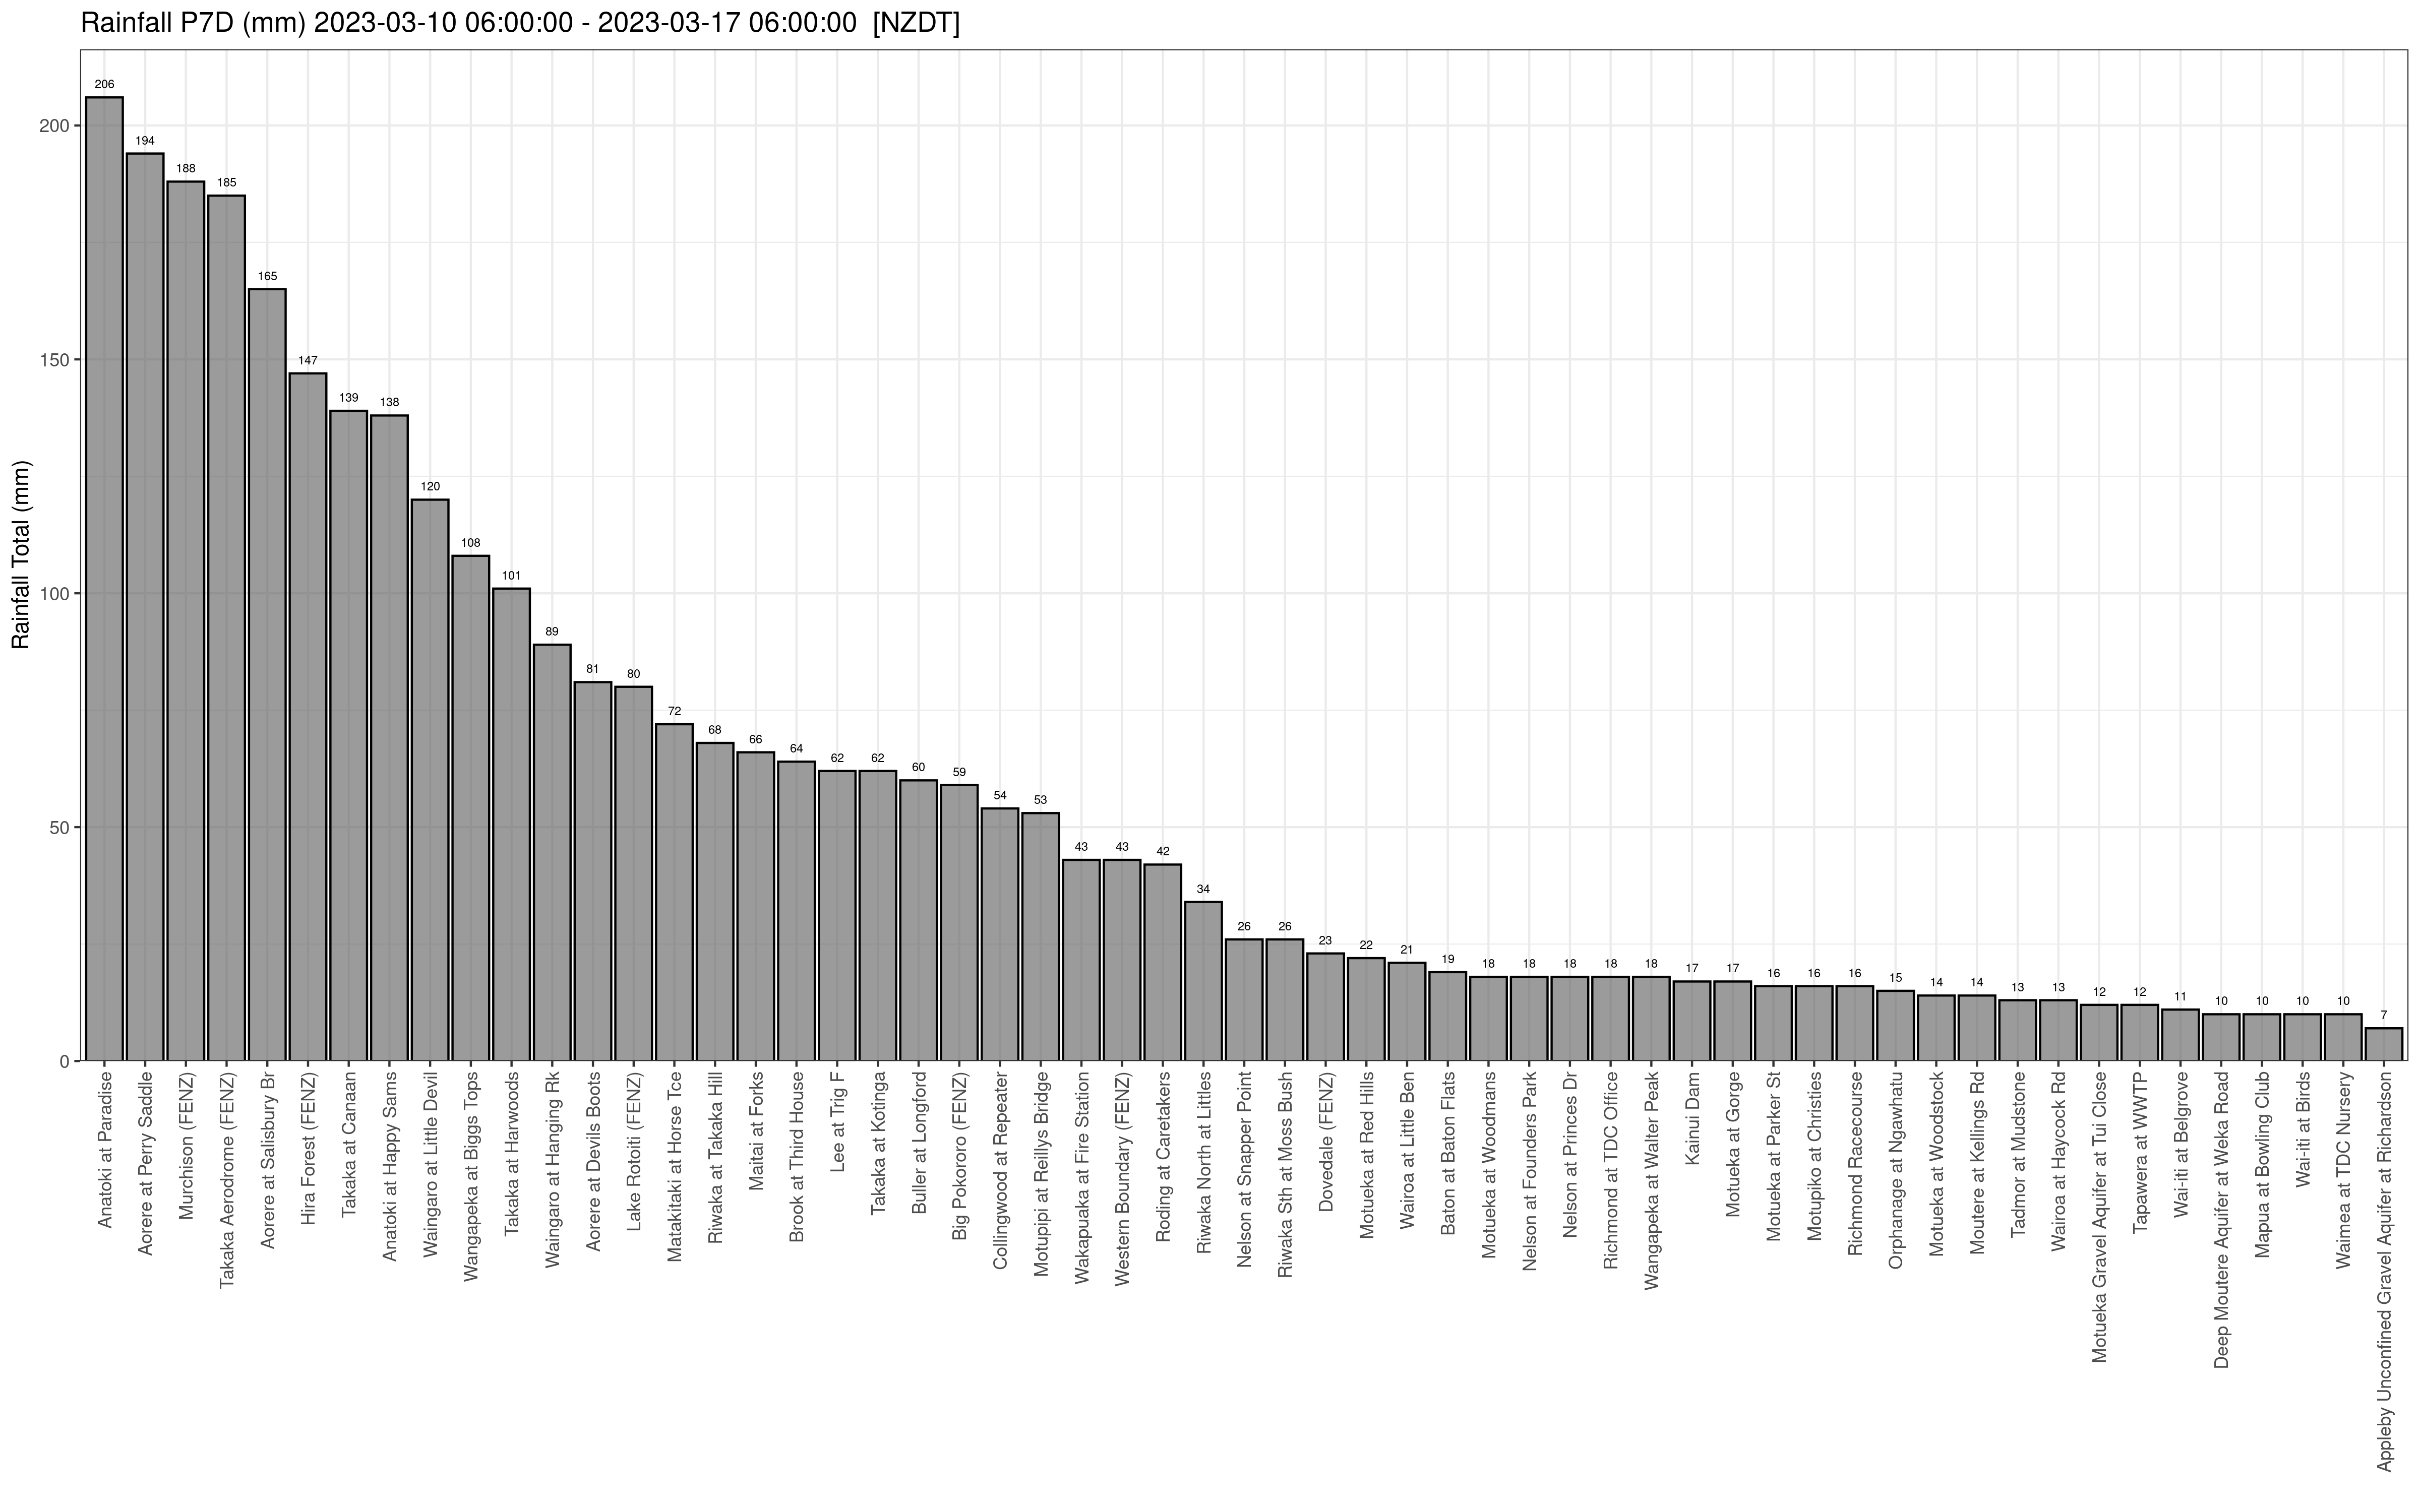 Rainfall P7D (mm) 2023-03-10 06:00:00 - 2023-03-17 06:00:00 [NZDT]
Rainfall Total (mm)
200
150
100
50
0
206
194
188
185
165
147
139
138
120
108
101
89
81
80
72
68
66
64
62
62
60
59
54
53
43
43
42
34
26
26
23
22
21
19
18
18
18
18
18
17
17
16
16
16
15
14
14
13
13
12
12
11
10
10
10
10
7
Anatoki at Paradise
Aorere at Perry Saddle
Murchison (FENZ)
Takaka Aerodrome (FENZ)
Aorere at Salisbury Br
Hira Forest (FENZ)
Takaka at Canaan
Anatoki at Happy Sams
Waingaro at Little Devil
Wangapeka at Biggs Tops
Takaka at Harwoods
Waingaro at Hanging Rk
Aorere at Devils Boots
Lake Rotoiti (FENZ)
Matakitaki at Horse Tce
Riwaka at Takaka Hill
Maitai at Forks
Brook at Third House
Lee at Trig F
Takaka at Kotinga
Buller at Longford
Big Pokororo (FENZ)
Collingwood at Repeater
Motupipi at Reillys Bridge
Wakapuaka at Fire Station
Western Boundary (FENZ)
Roding at Caretakers
Riwaka North at Littles
Nelson at Snapper Point
Riwaka Sth at Moss Bush
Dovedale (FENZ)
Motueka at Red Hills
Wairoa at Little Ben
Baton at Baton Flats
Motueka at Woodmans
Nelson at Founders Park
Nelson at Princes Dr
Richmond at TDC Office
Wangapeka at Walter Peak
Kainui Dam
Motueka at Gorge
Motueka at Parker St
Motupiko at Christies
Richmond Racecourse
Orphanage at Ngawhatu
Motueka at Woodstock
Moutere at Kellings Rd
Tadmor at Mudstone
Wairoa at Haycock Rd
Motueka Gravel Aquifer at Tui Close
Tapawera at WWTP
Wai-iti at Belgrove
Deep Moutere Aquifer at Weka Road
Mapua at Bowling Club
Wai-iti at Birds
Waimea at TDC Nursery
Appleby Unconfined Gravel Aquifer at Richardson